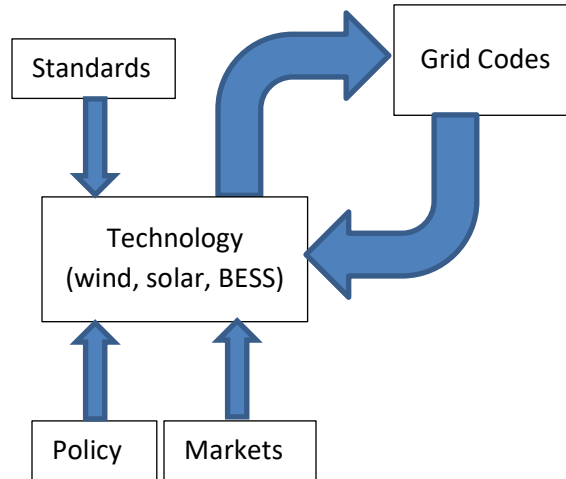 Standards
Grid Codes
Technology
(wind, solar, BESS)
Policy
Markets